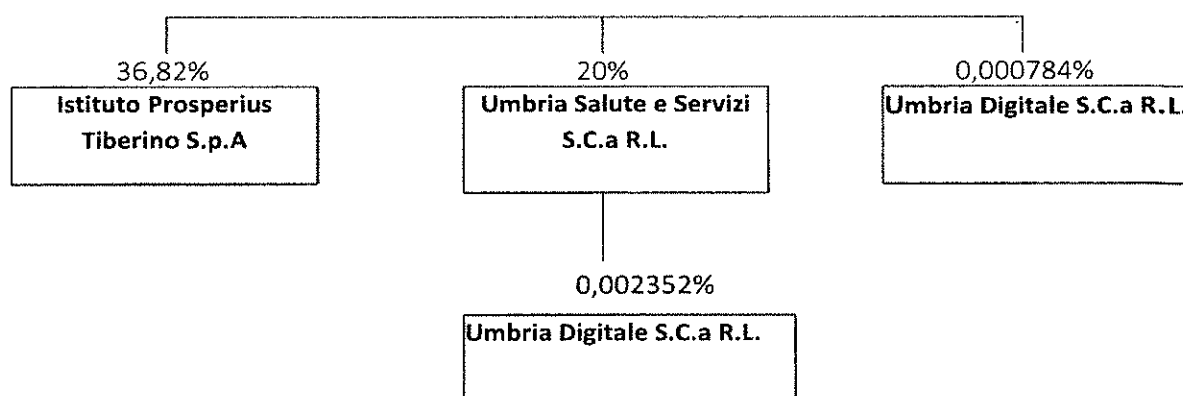 36,82%
Istituto Prosperius
Tiberino S.p.A
20%
Umbria Salute e Servizi
S.C.a R.L.
0,000784%
Umbria Digitale S.C.a R.L.
0,002352%
Umbria Digitale S.C.a R.L.